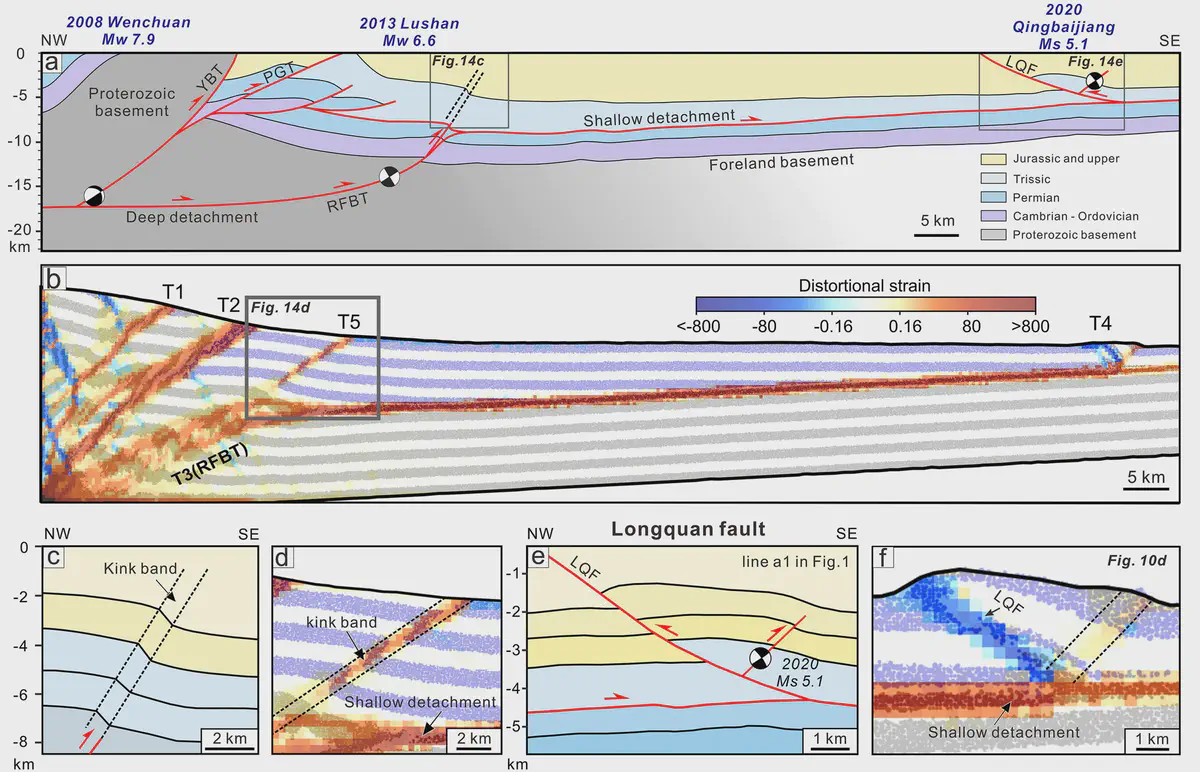 2008 Wenchuan
Mw 7.9
2013 Lushan
Mw 6.6
2020
Qingbaijiang
Ms 5.1
NW
SE
a
0
-5
-10
-15
-20
km
Proterozoic
basement
YBT
PGT
Fig.14c
LQF
Fig. 14e
Shallow detachment
Foreland basement
Deep detachment
RFBT
5 km
Jurassic and upper
Trissic
Permian
Cambrian - Ordovician
Proterozoic basement
b
T1
T2
Fig. 14d
T5
Distortional strain
<-800 -80 -0.16 0.16 80 >800
T4
T3(RFBT)
5 km
NW
SE
c
0
-2
-4
-6
-8
km
Kink band
2 km
d
kink band
Shallow detachment
2 km
Longquan fault
NW
SE
e
-1
-2
-3
-4
-5
km
LQF
line a1 in Fig.1
2020
Ms 5.1
1 km
f
Fig. 10d
LQF
Shallow detachment
1 km